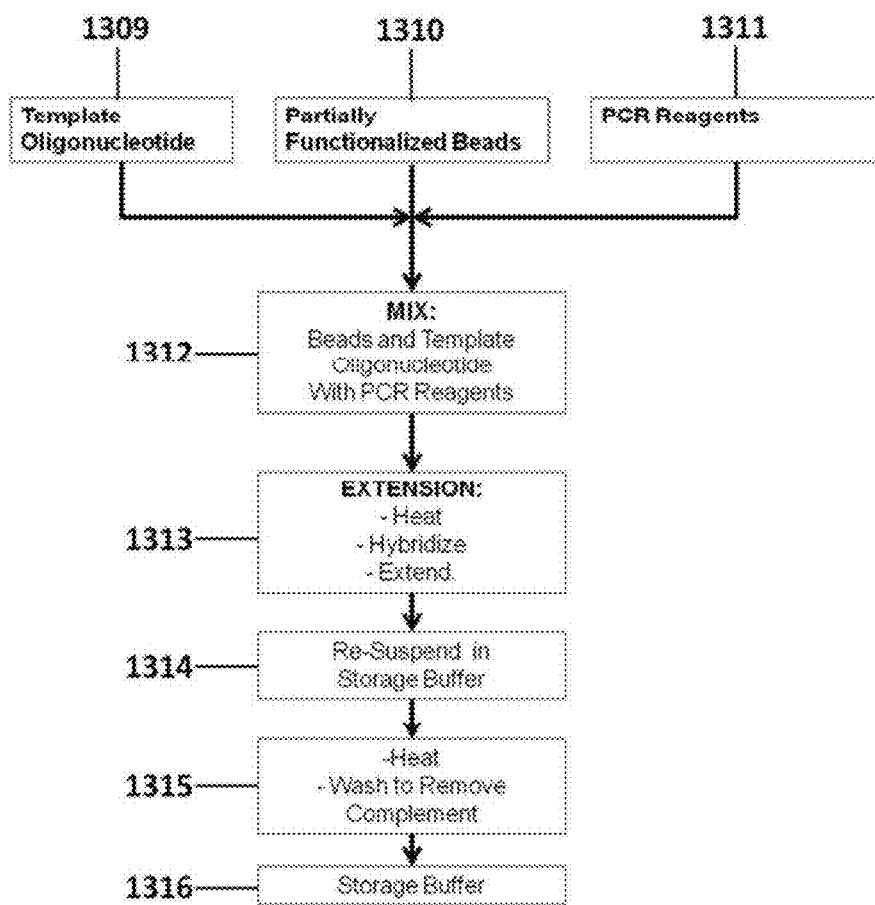 1309
1310
1311
Template
Oligonucleotide
Partially
Functionalized Beads
PCR Reagents
1312
MIX:
Beads and Template
Oligonucleotide
With PCR Reagents
1313
EXTENSION:
- Heat
- Hybridize
- Extend.
1314
Re-Suspend in
Storage Buffer
1315
-Heat
- Wash to Remove
Complement
1316
Storage Buffer